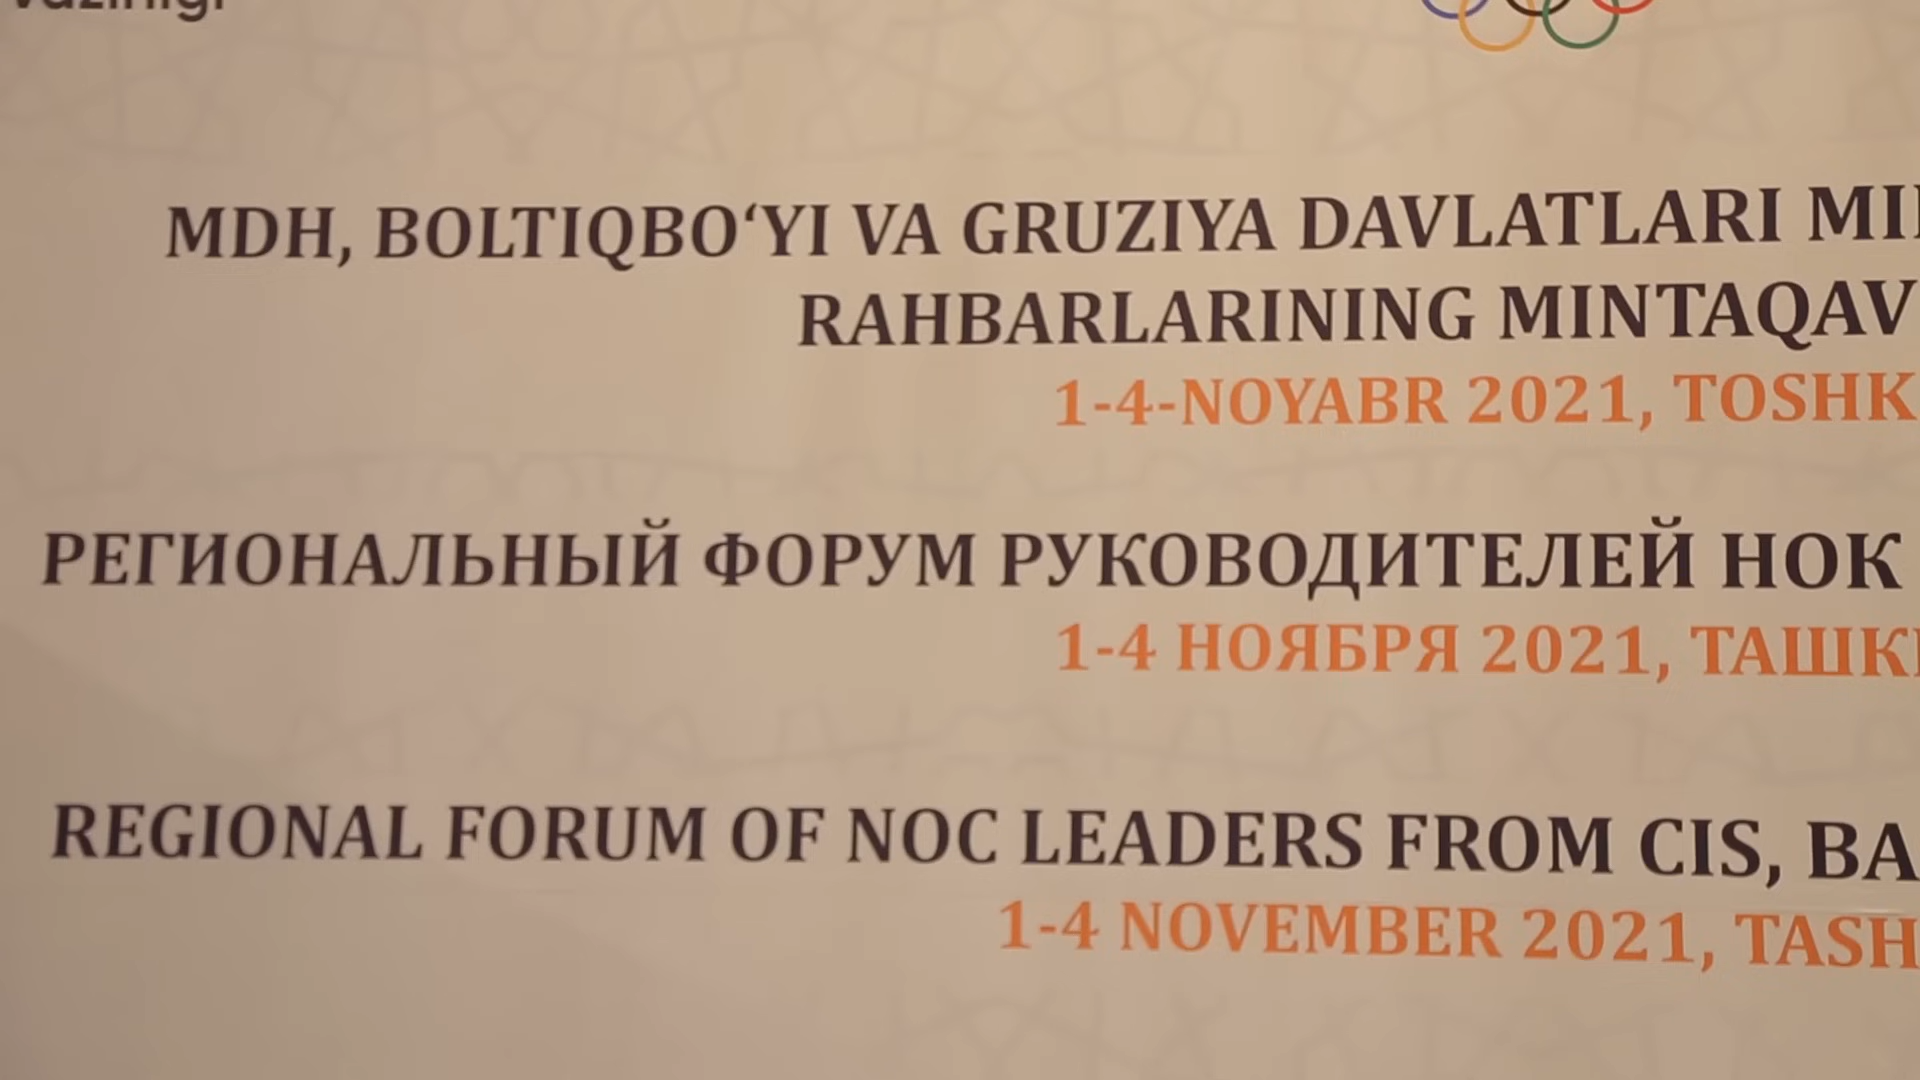 vazirligi
MDH, BOLTIQBO‘YI VA GRUZIYA DAVLATLARI
RAHBARLARINING MINTAQAV
1-4-NOYABR 2021, TOSHK
РЕГИОНАЛЬНЫЙ ФОРУМ РУКОВОДИТЕЛЕЙ НОК
1-4 НОЯБРЯ 2021, ТАШК
REGIONAL FORUM OF NOC LEADERS FROM CIS, BA
1-4 NOVEMBER 2021, TASH